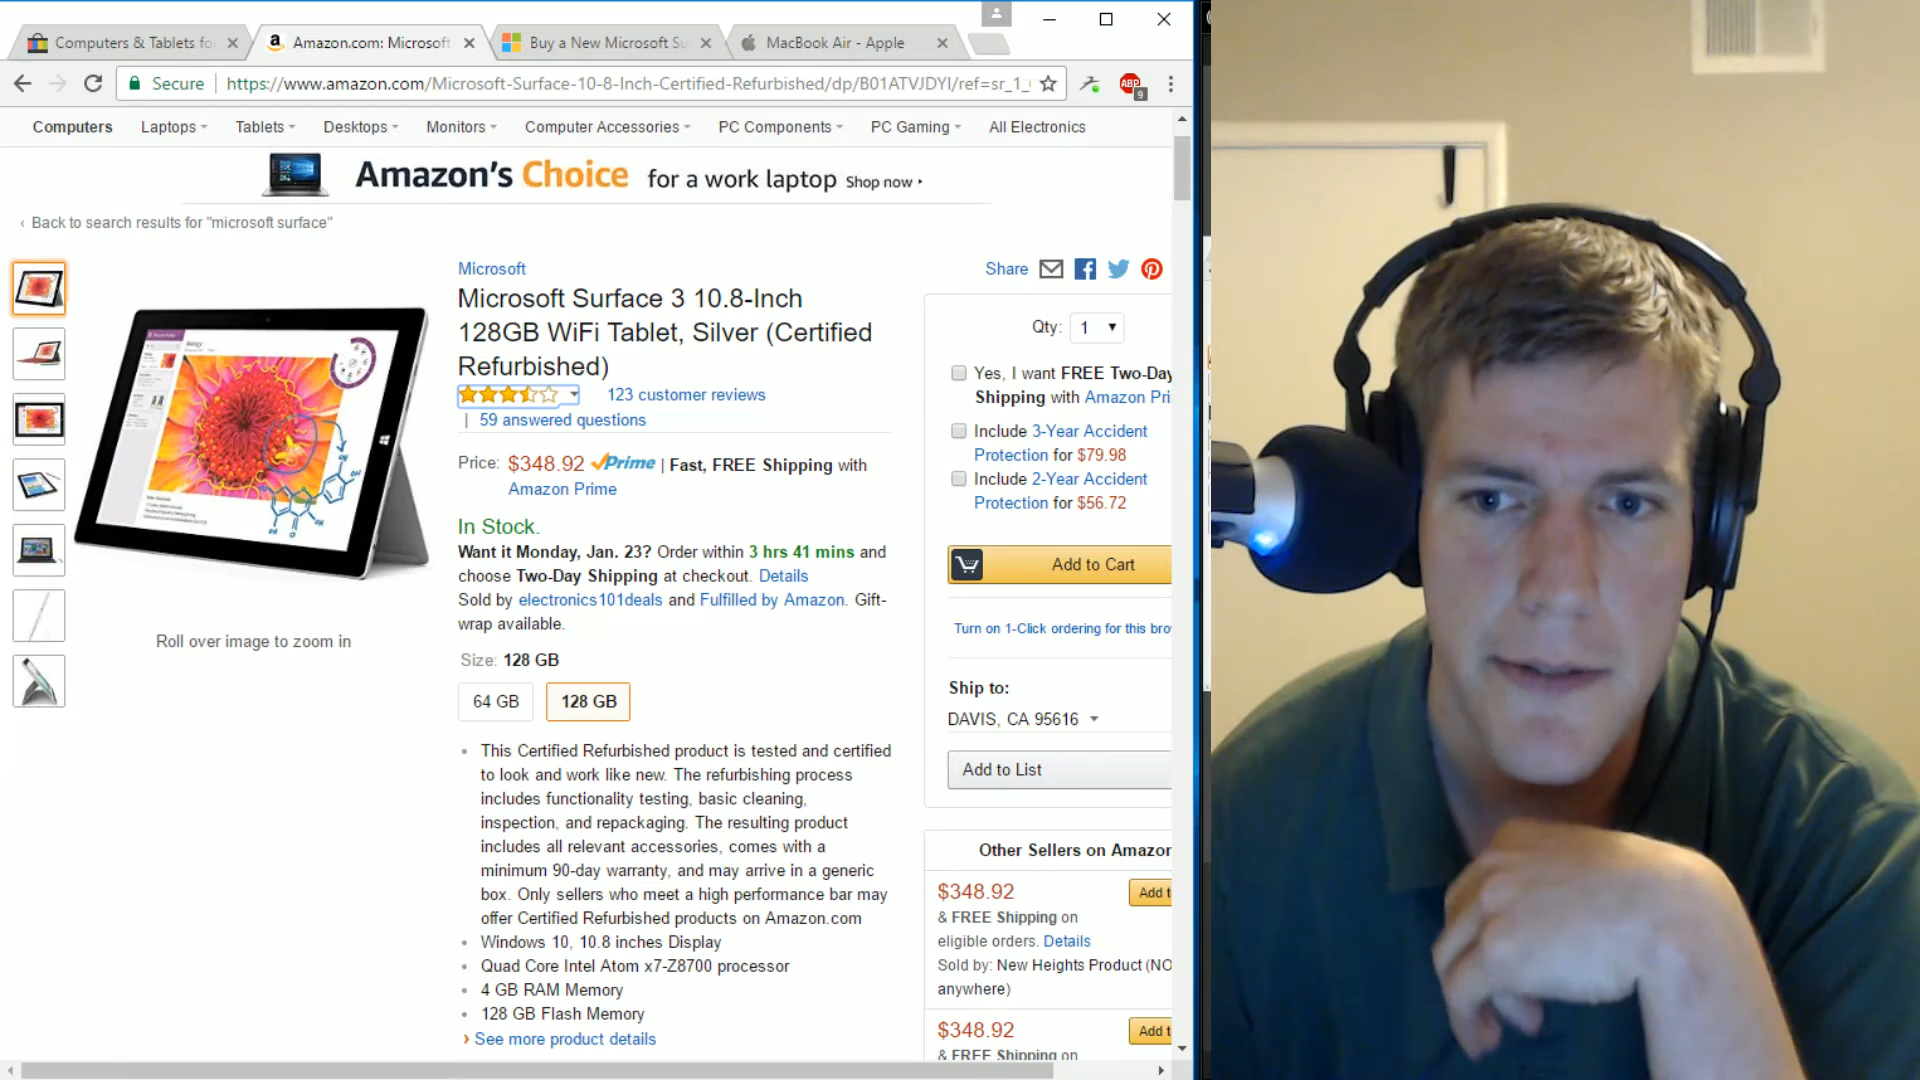 Computers & Tablets fo
Amazon.com: Microsoft
Buy a New Microsoft Su
MacBook Air - Apple
Secure
https://www.amazon.com/Microsoft-Surface-10-8-Inch-Certified-Refurbished/dp/B01ATVJDYI/ref=sr_1_
ABP
9
Computers
Laptops
Tablets
Desktops
Monitors
Computer Accessories
PC Components
PC Gaming
All Electronics
Amazon's Choice for a work laptop Shop now
‹ Back to search results for "microsoft surface"
Microsoft
Share
Microsoft Surface 3 10.8-Inch
128GB WiFi Tablet, Silver (Certified
Refurbished)
123 customer reviews
| 59 answered questions
Price: $348.92 Prime | Fast, FREE Shipping with
Amazon Prime
In Stock.
Want it Monday, Jan. 23? Order within 3 hrs 41 mins and
choose Two-Day Shipping at checkout. Details
Sold by electronics101deals and Fulfilled by Amazon. Gift-
wrap available.
Roll over image to zoom in
Size: 128 GB
64 GB
128 GB
• This Certified Refurbished product is tested and certified
to look and work like new. The refurbishing process
includes functionality testing, basic cleaning,
inspection, and repackaging. The resulting product
includes all relevant accessories, comes with a
minimum 90-day warranty, and may arrive in a generic
box. Only sellers who meet a high performance bar may
offer Certified Refurbished products on Amazon.com
• Windows 10, 10.8 inches Display
• Quad Core Intel Atom x7-Z8700 processor
• 4 GB RAM Memory
• 128 GB Flash Memory
› See more product details
Qty: 1
Yes, I want FREE Two-Day
Shipping with Amazon Pri
Include 3-Year Accident
Protection for $79.98
Include 2-Year Accident
Protection for $56.72
Add to Cart
Turn on 1-Click ordering for this bro
Ship to:
DAVIS, CA 95616
Add to List
Other Sellers on Amazon
$348.92
Add t
& FREE Shipping on
eligible orders. Details
Sold by: New Heights Product (NO
anywhere)
$348.92
Add t
& FREE Shipping on